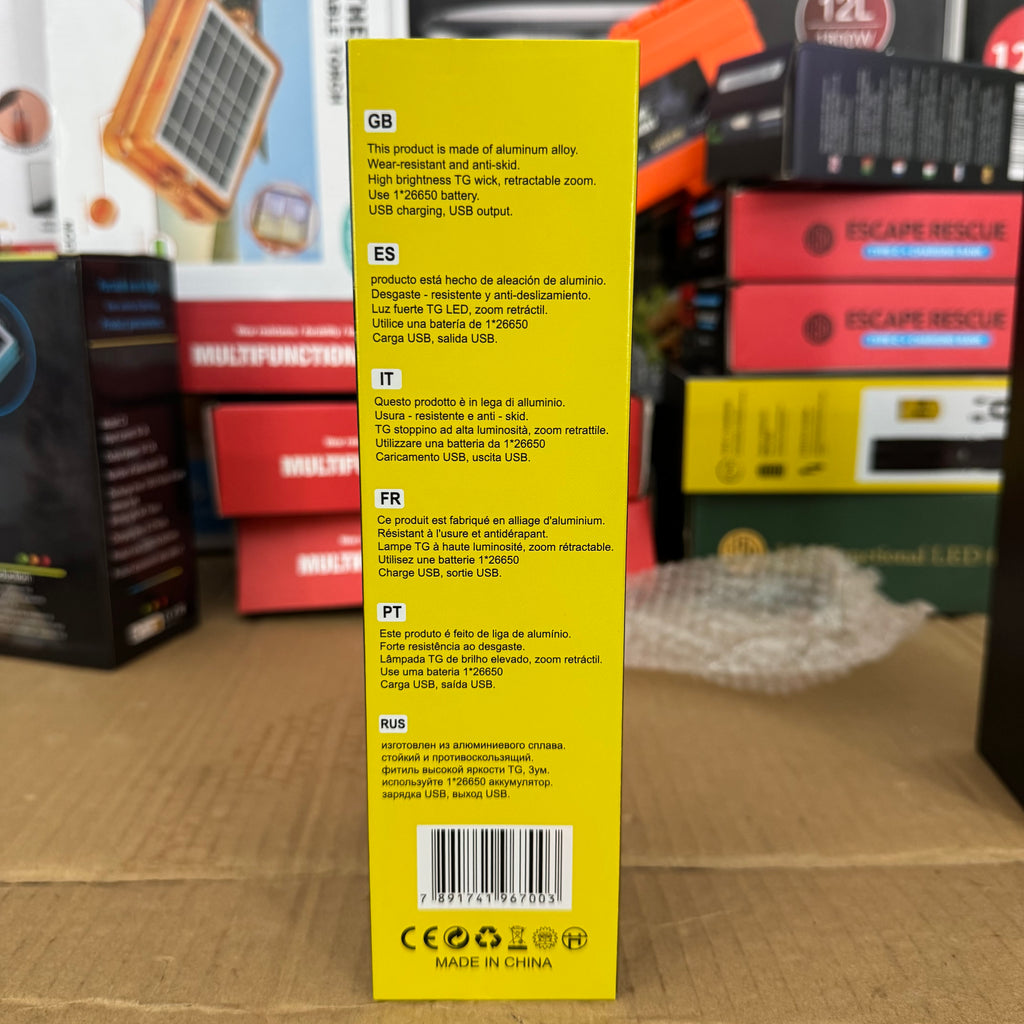 GB
This product is made of aluminum alloy.
Wear-resistant and anti-skid.
High brightness TG wick, retractable zoom.
Use 1*26650 battery.
USB charging, USB output.
ES
producto está hecho de aleación de aluminio.
Desgaste - resistente y anti-deslizamiento.
Luz fuerte TG LED, zoom retráctil.
Utilice una batería de 1*26650
Carga USB, salida USB.
IT
Questo prodotto è in lega di alluminio.
Usura - resistente e anti - skid.
TG stoppino ad alta luminosità, zoom retrattile.
Utilizzare una batteria da 1*26650
Caricamento USB, uscita USB.
FR
Ce produit est fabriqué en alliage d'aluminium.
Résistant à l'usure et antidérapant.
Lampe TG à haute luminosité, zoom rétractable.
Utilisez une batterie 1*26650
Charge USB, sortie USB.
PT
Este produto é feito de liga de alumínio.
Forte resistência ao desgaste.
Lâmpada TG de brilho elevado, zoom retráctil.
Use uma bateria 1*26650
Carga USB, saída USB.
RUS
изготовлен из алюминиевого сплава.
стойкий и противоскользящий.
фитиль высокой яркости TG, Зум.
используйте 1*26650 аккумулятор.
зарядка USB, выход USB.
7 891741 967003
CE
MADE IN CHINA
12L
ESCAPE RESCUE
ESCAPE RESCUE
MULTIFUNCTION
MULTIF
MULT